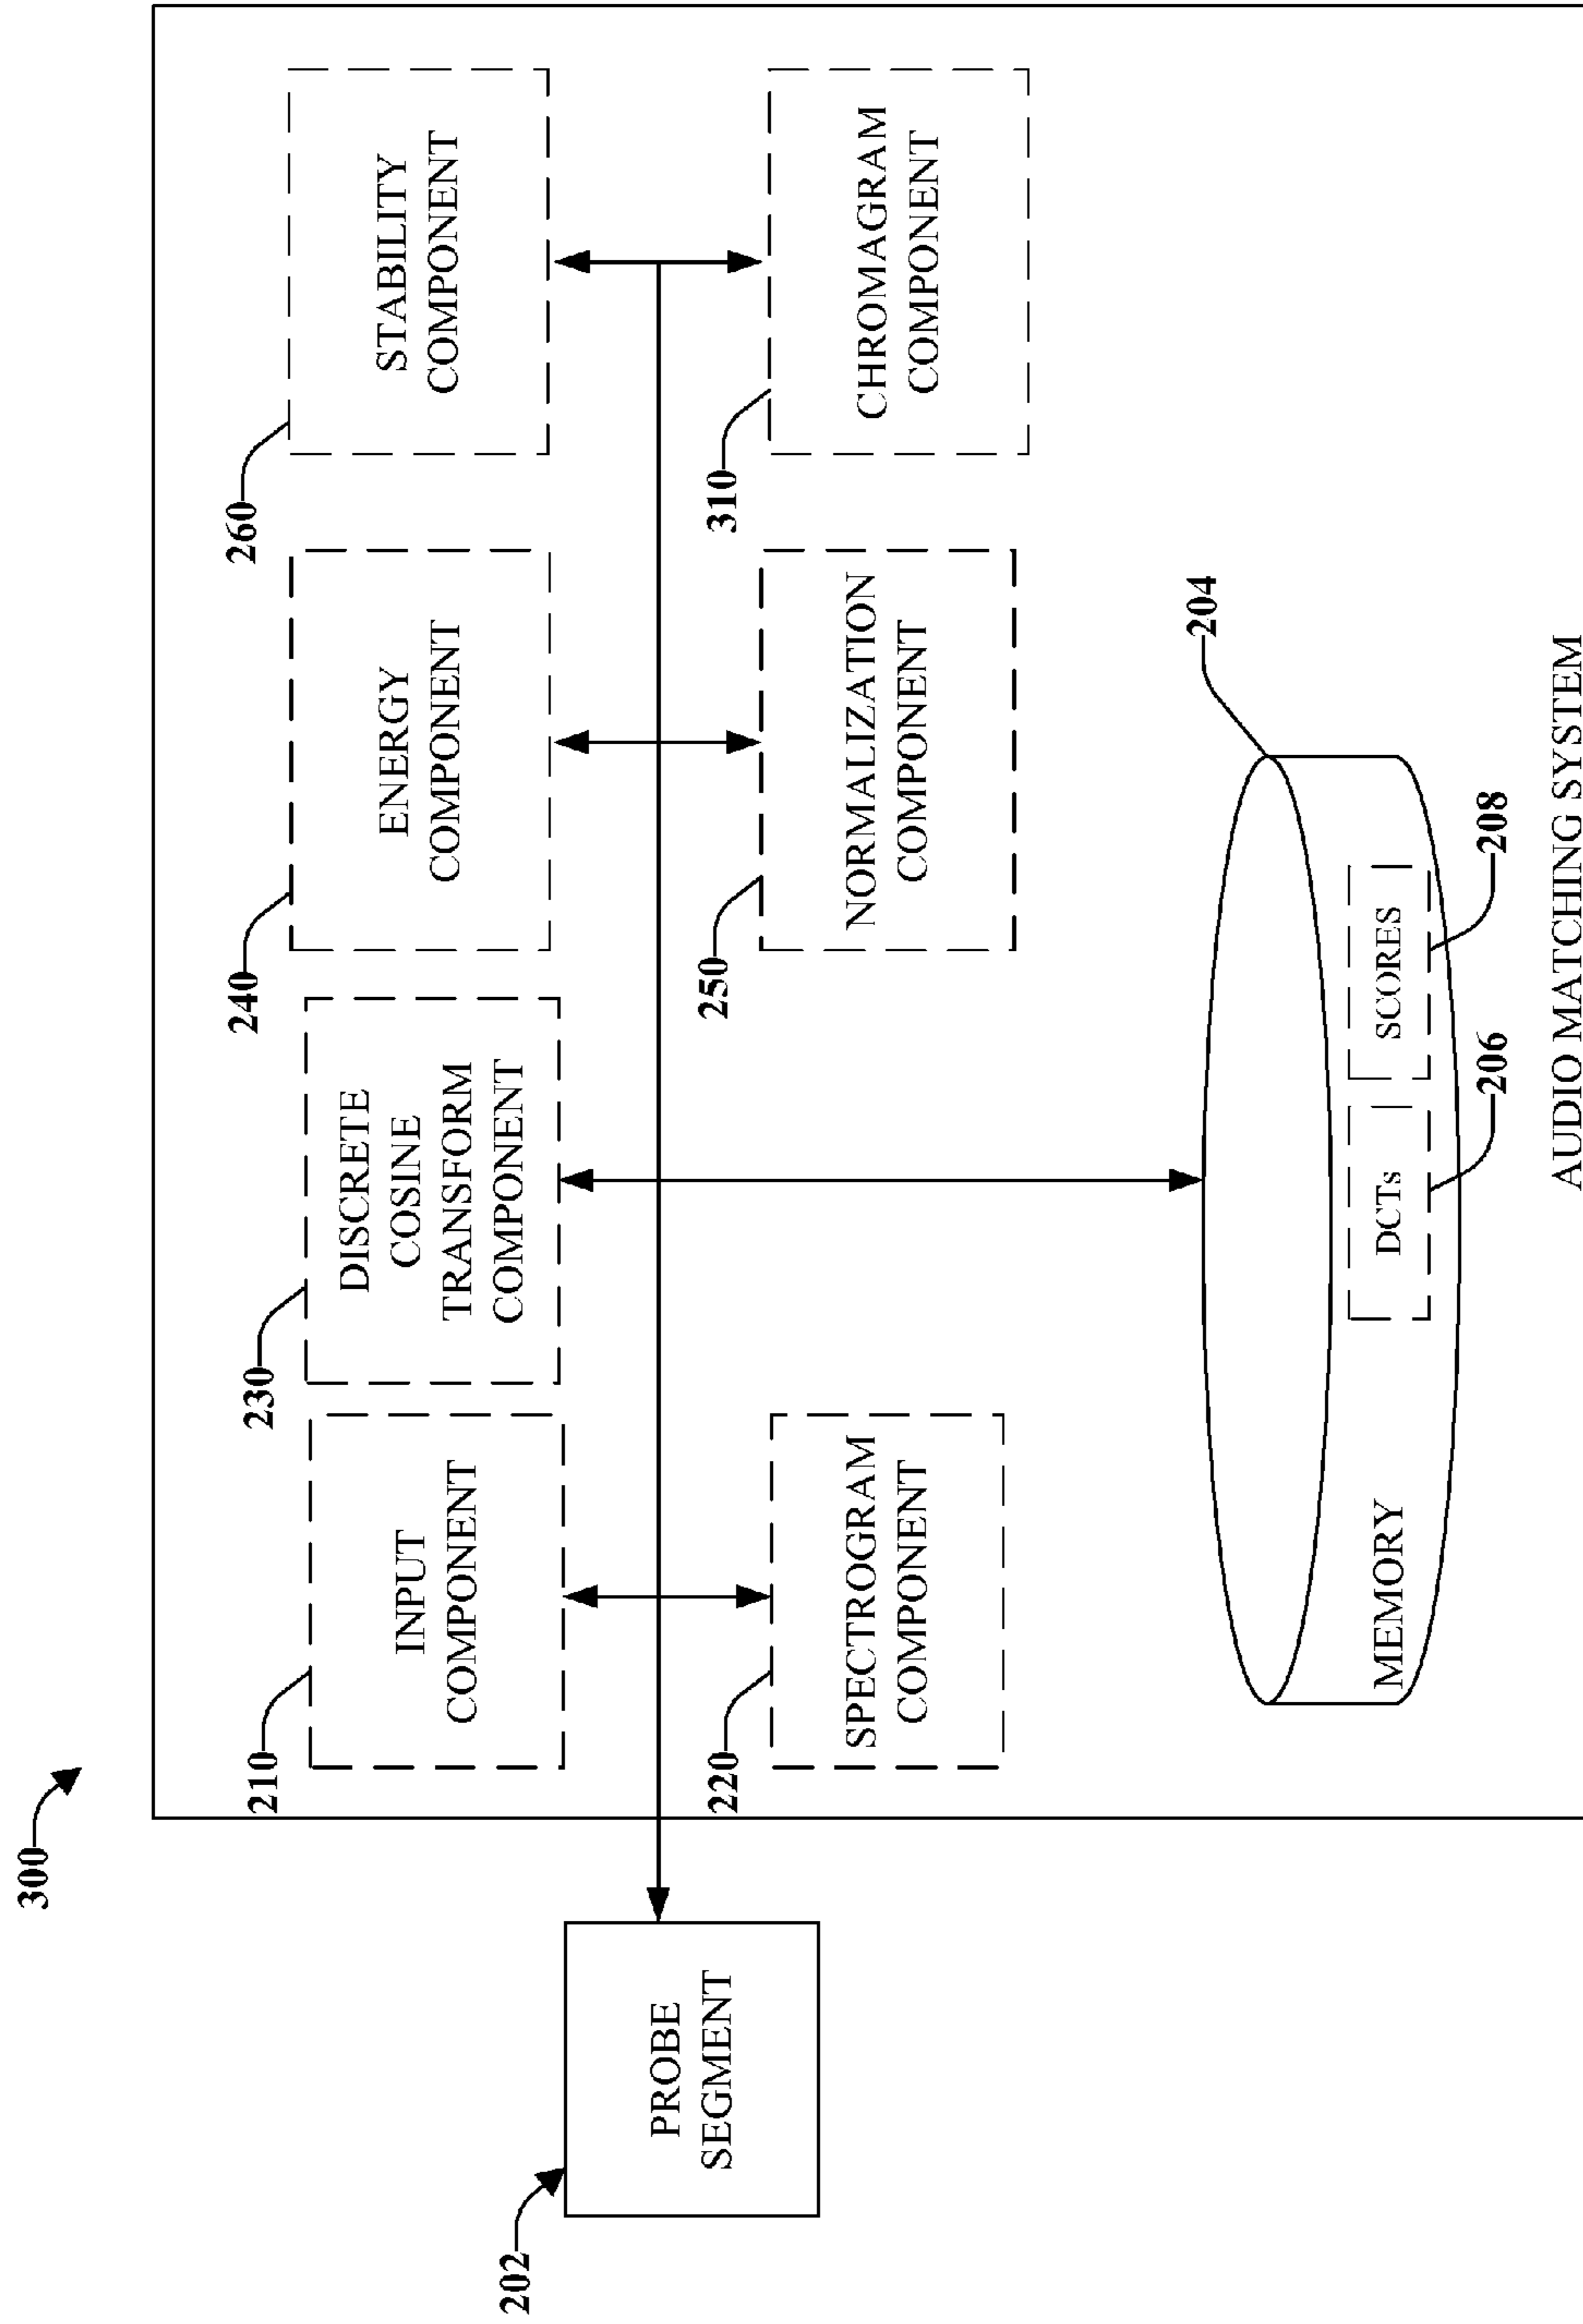 300
202
PROBE
SEGMENT
210
INPUT
COMPONENT
230
DISCRETE
COSINE
TRANSFORM
COMPONENT
240
ENERGY
COMPONENT
260
STABILITY
COMPONENT
220
SPECTROGRAM
COMPONENT
250
NORMALIZATION
COMPONENT
310
CHROMAGRAM
COMPONENT
204
MEMORY
DCTs
206
SCORES
208
AUDIO MATCHING SYSTEM